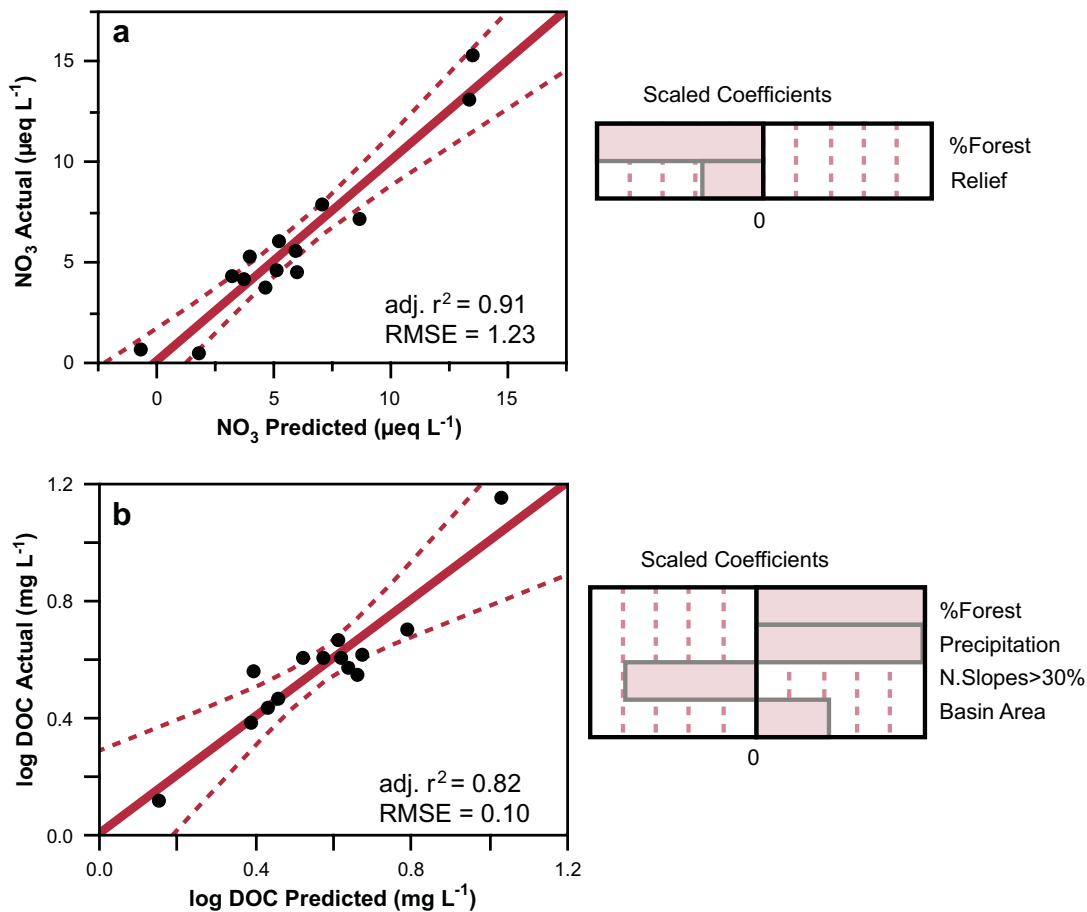 a
15
10
5
0
NO₃ Actual (µeq L⁻¹)
adj. r² = 0.91
RMSE = 1.23
0 5 10 15
NO₃ Predicted (µeq L⁻¹)
Scaled Coefficients
%Forest
Relief
0
b
1.2
0.8
0.4
0.0
log DOC Actual (mg L⁻¹)
adj. r² = 0.82
RMSE = 0.10
0.0 0.4 0.8 1.2
log DOC Predicted (mg L⁻¹)
Scaled Coefficients
%Forest
Precipitation
N.Slopes>30%
Basin Area
0